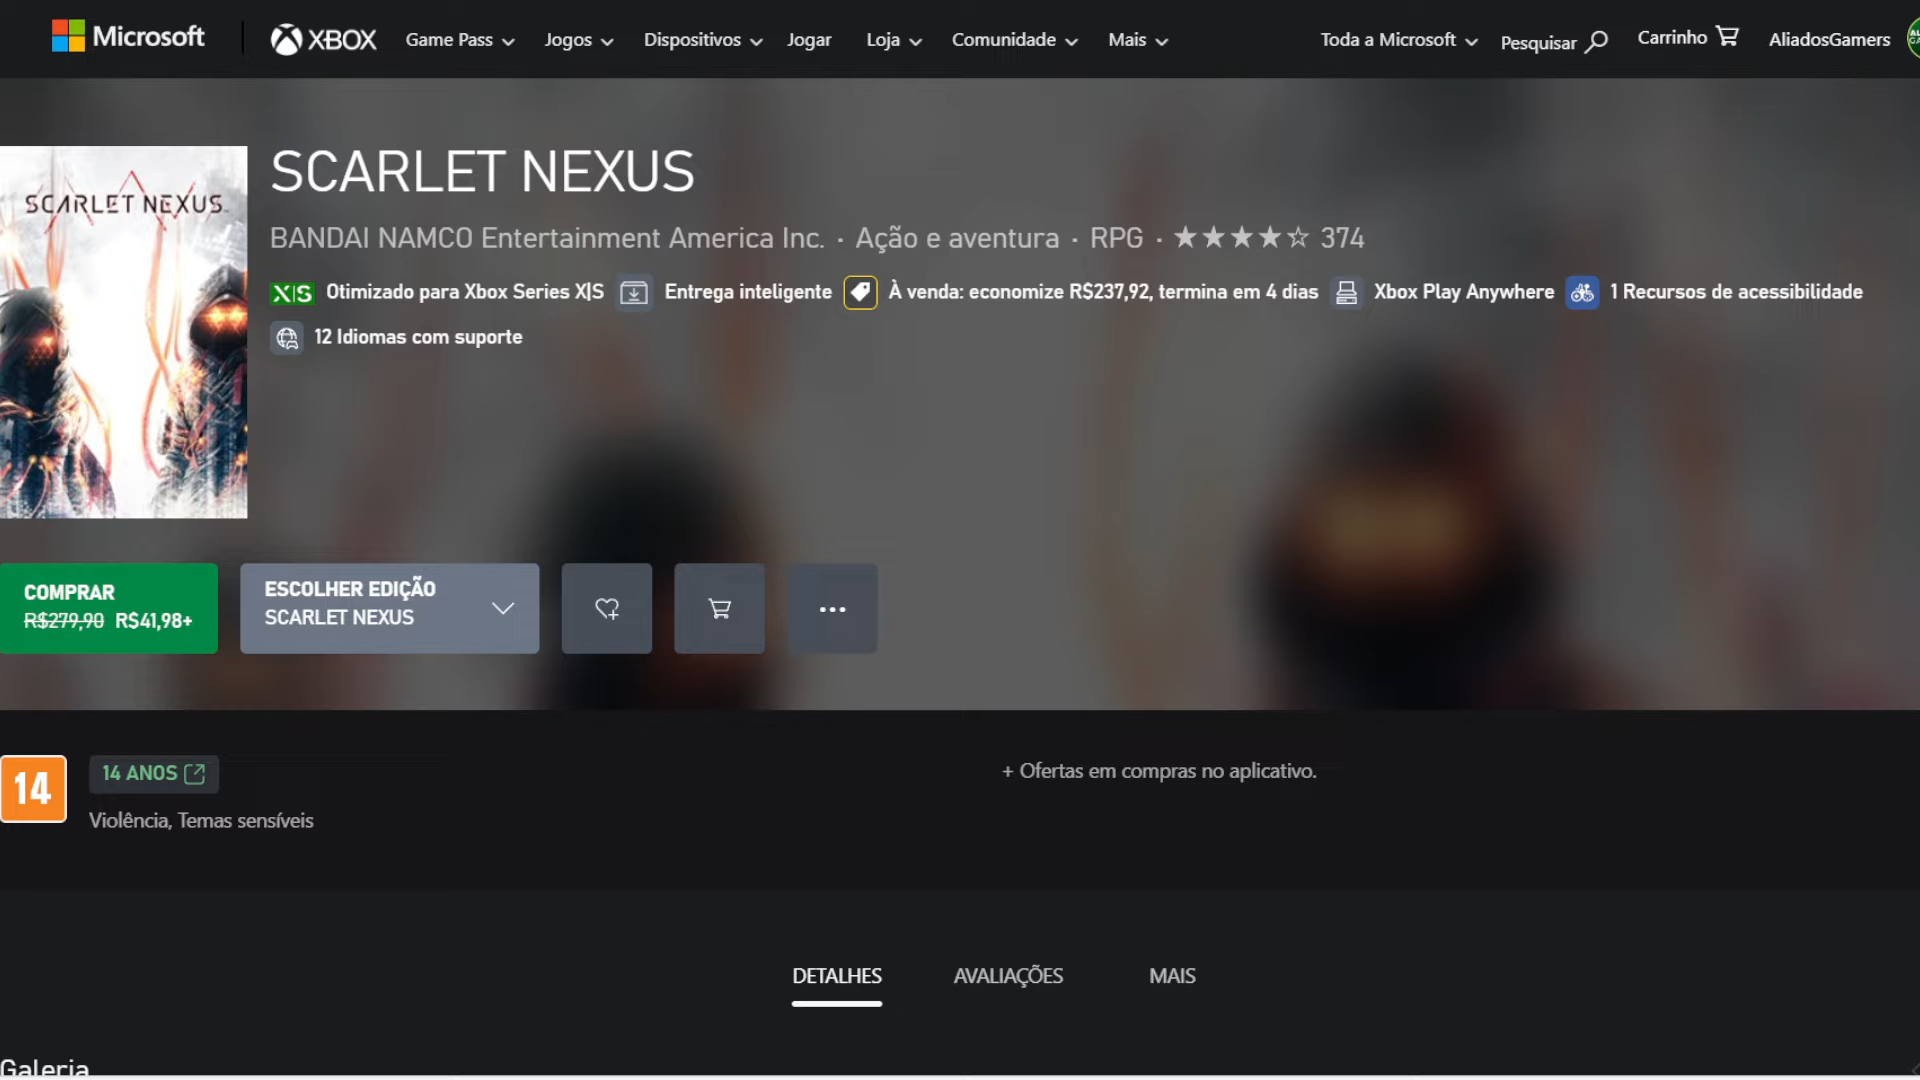 Microsoft
XBOX
Game Pass
Jogos
Dispositivos
Jogar
Loja
Comunidade
Mais
Toda a Microsoft
Pesquisar
Carrinho
AliadosGamers
SCARLET NEXUS
SCARLET NEXUS
BANDAI NAMCO Entertainment America Inc. · Ação e aventura · RPG · ★★★★☆ 374
X|S Otimizado para Xbox Series X|S Entrega inteligente À venda: economize R$237,92, termina em 4 dias Xbox Play Anywhere 1 Recursos de acessibilidade
12 Idiomas com suporte
COMPRAR
R$279,90 R$41,98+
ESCOLHER EDIÇÃO
SCARLET NEXUS
14
14 ANOS
Violência, Temas sensíveis
+ Ofertas em compras no aplicativo.
DETALHES
AVALIAÇÕES
MAIS
Galeria